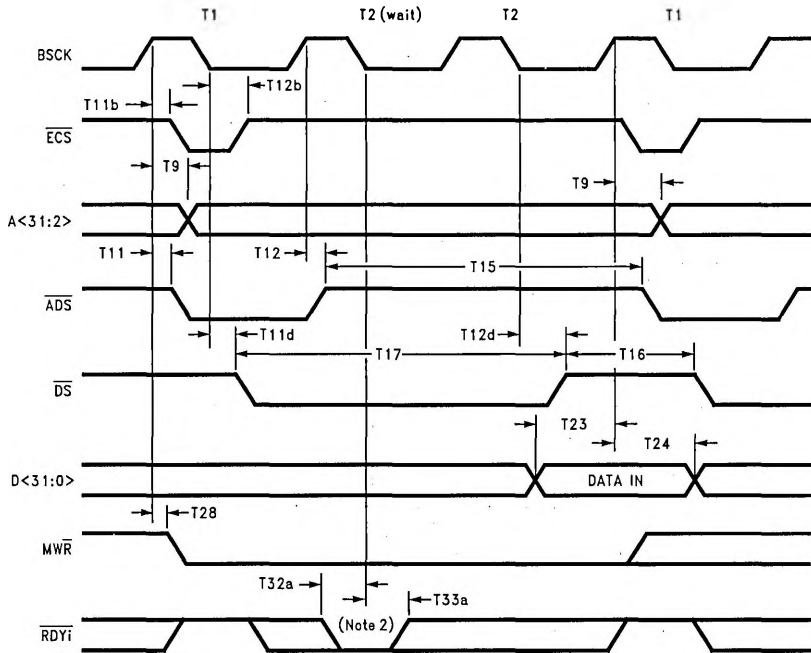 T1 T2 (wait) T2 T1
BSCK
T12b
T11b
ECS
T9 T9
A<31:2>
T11 T12 T15
ADS
T11d T12d
T17 T16
DS
T23
T24
D<31:0> DATA IN
T28
MWR
T32a T33a
(Note 2)
RDYi